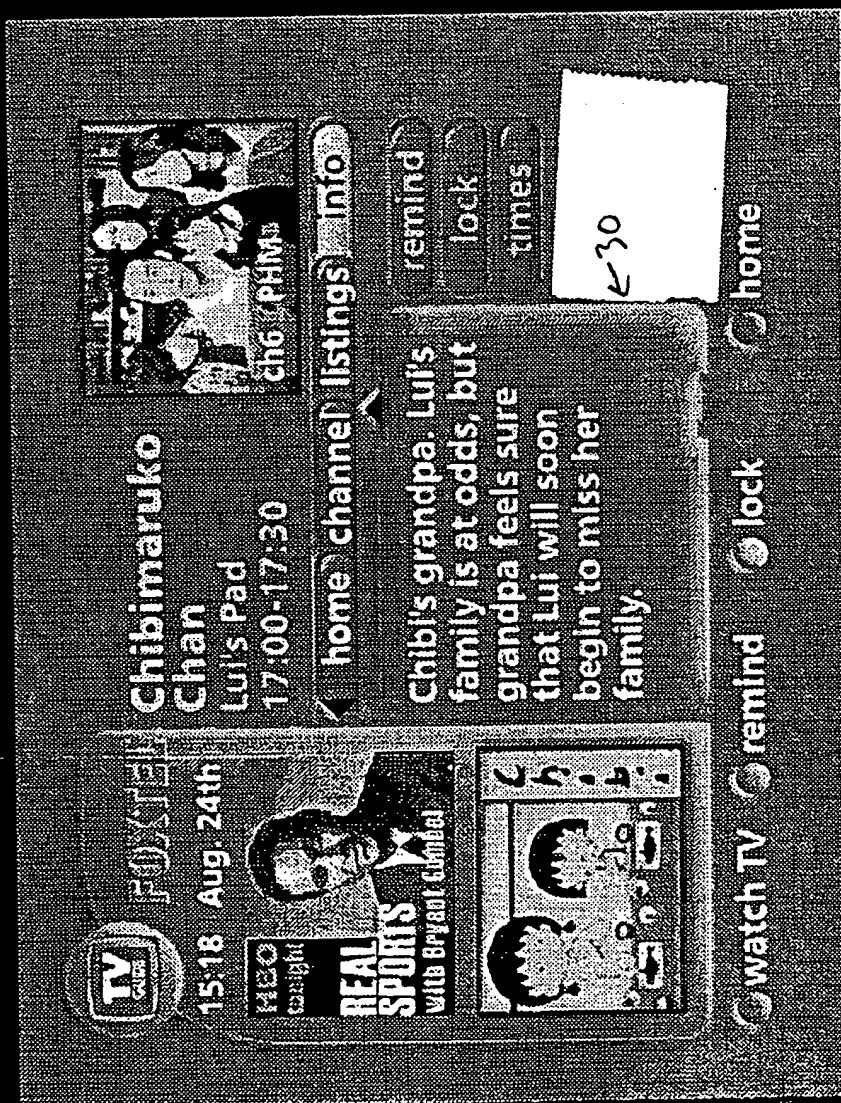 TV
GUIDE
FOXTEL
15:18 Aug. 24th
HBO
tonight
REAL
SPORTS
with Bryant Gumbel
Chibi
Chibimaruko
Chan
Lui's Pad
17:00-17:30
ch6
home channel listings info
Chibi's grandpa. Lui's
family is at odds, but
grandpa feels sure
that Lui will soon
begin to miss her
family.
remind
lock
times
←30
watch TV remind lock home